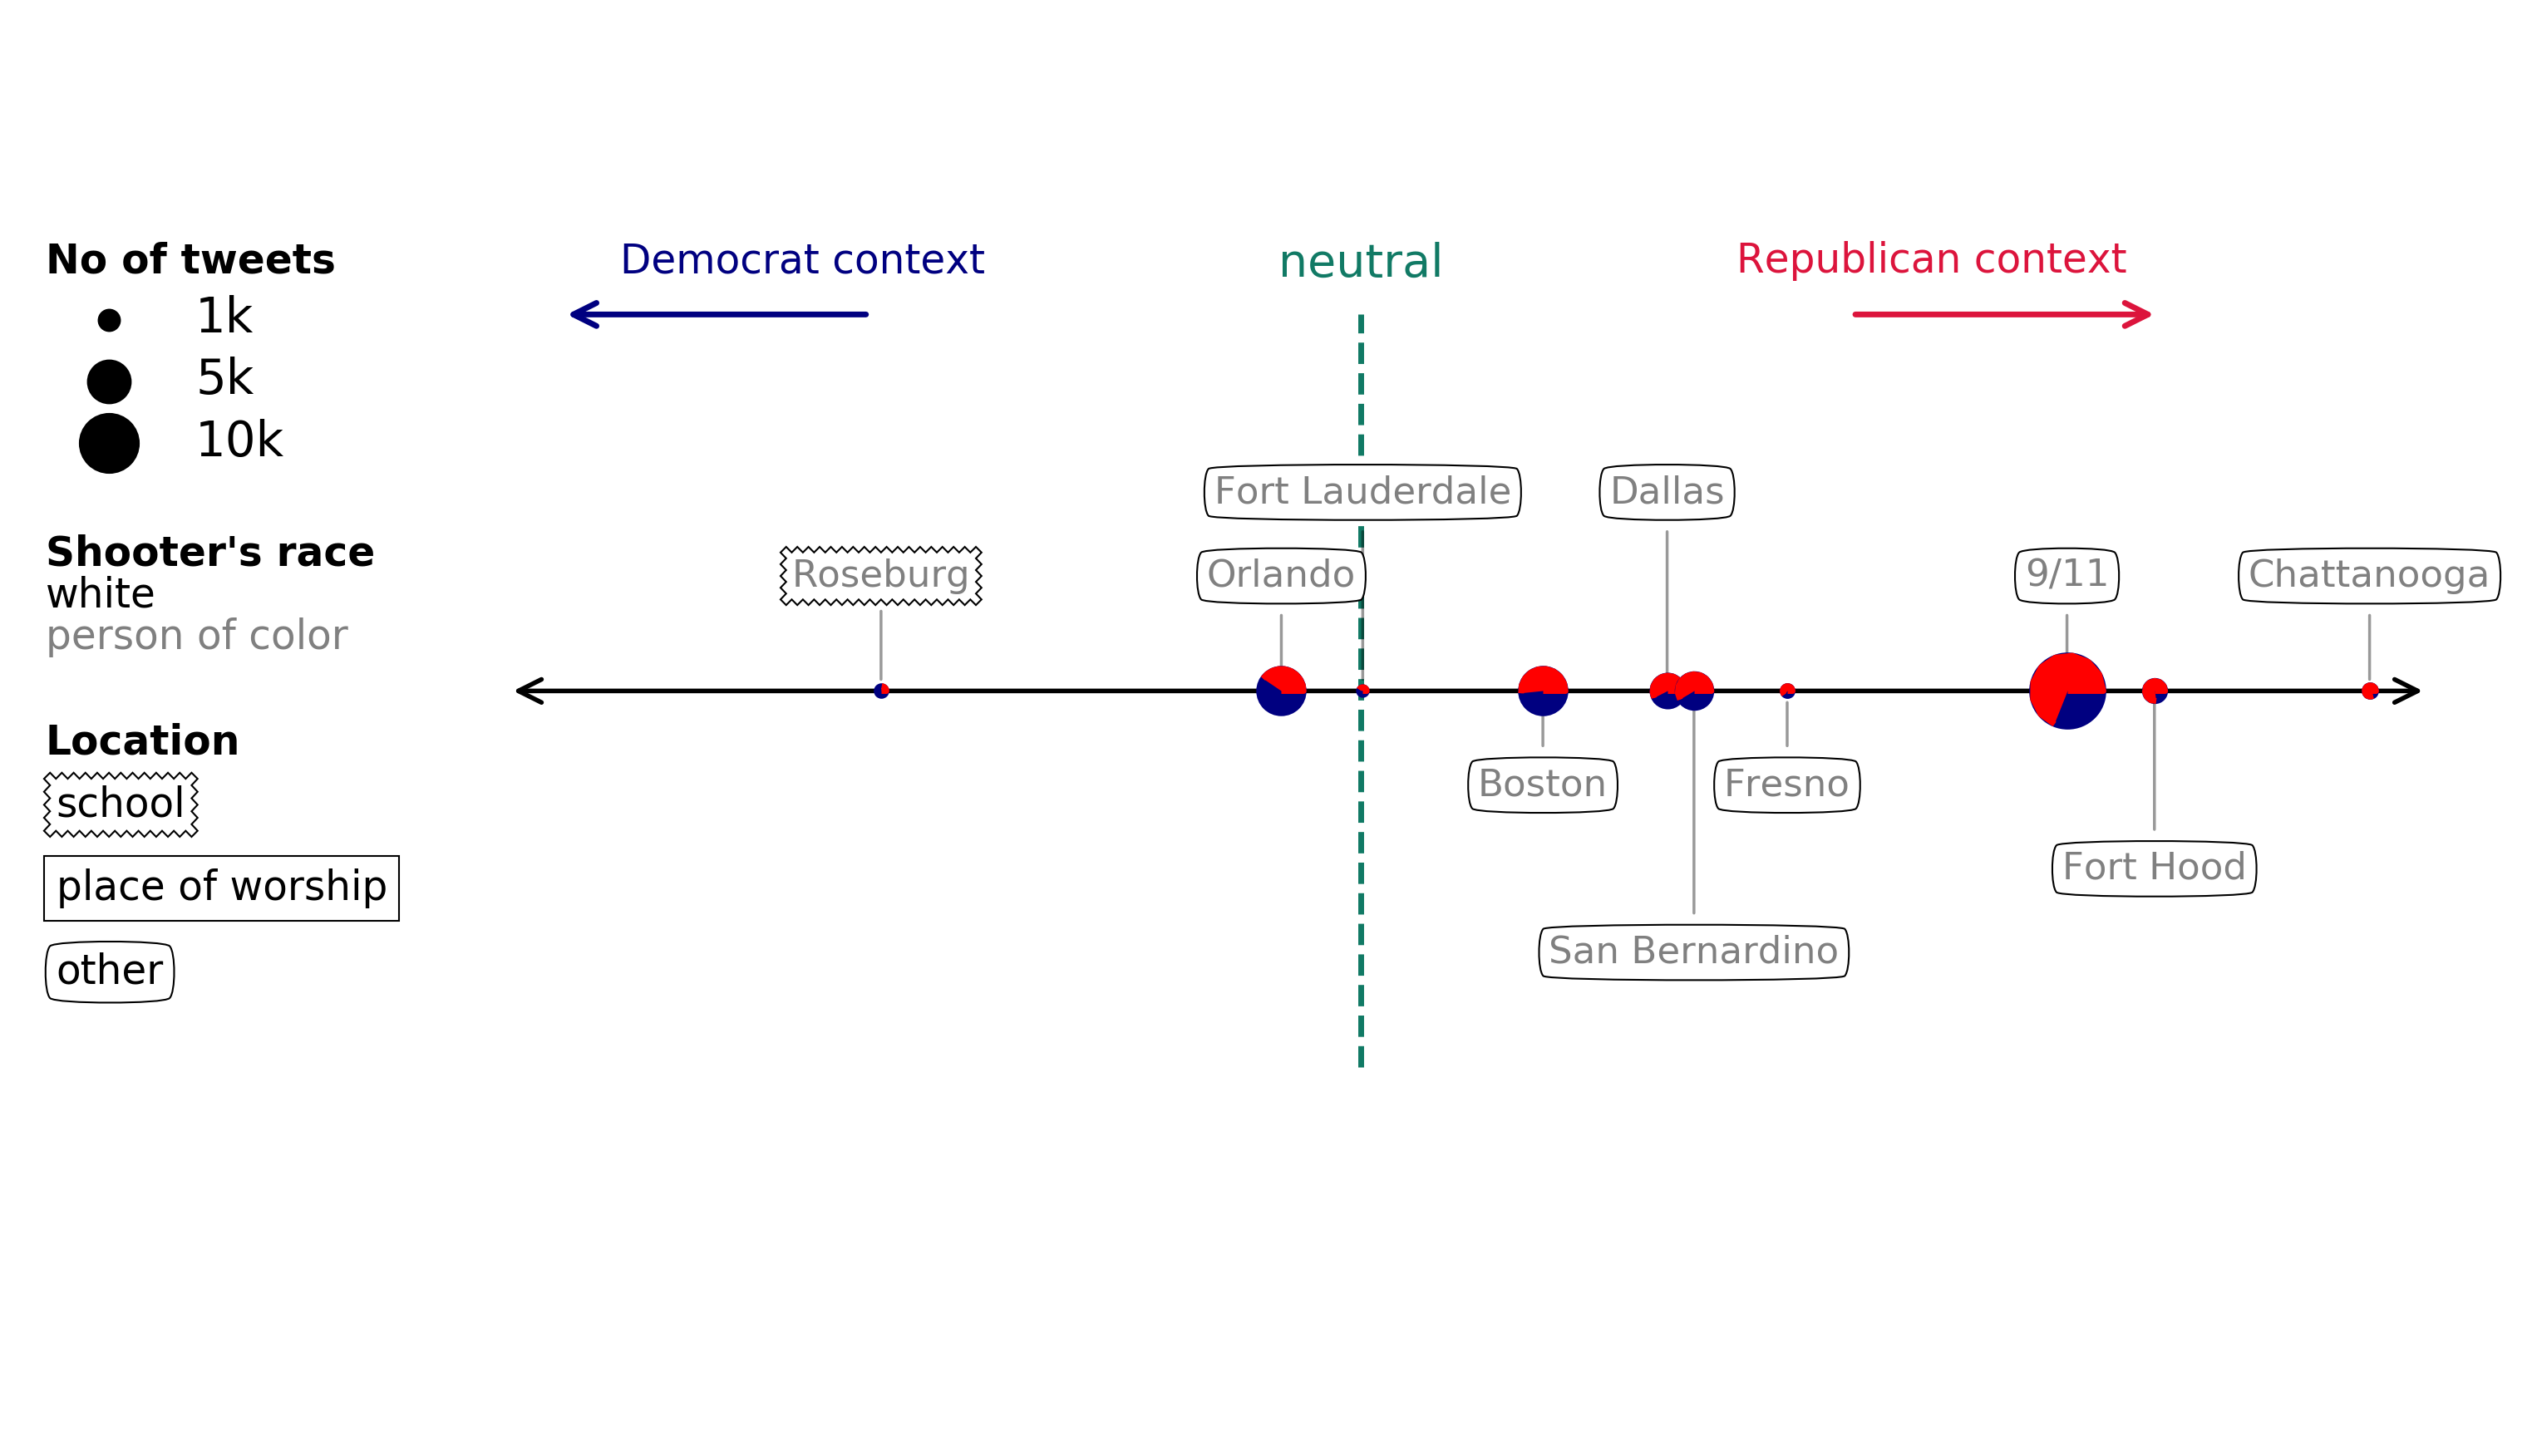 No of tweets
1k
5k
10k
Shooter's race
white
person of color
Location
school
place of worship
other
Democrat context
neutral
Republican context
Fort Lauderdale
Dallas
Roseburg
Orlando
9/11
Chattanooga
Boston
Fresno
Fort Hood
San Bernardino